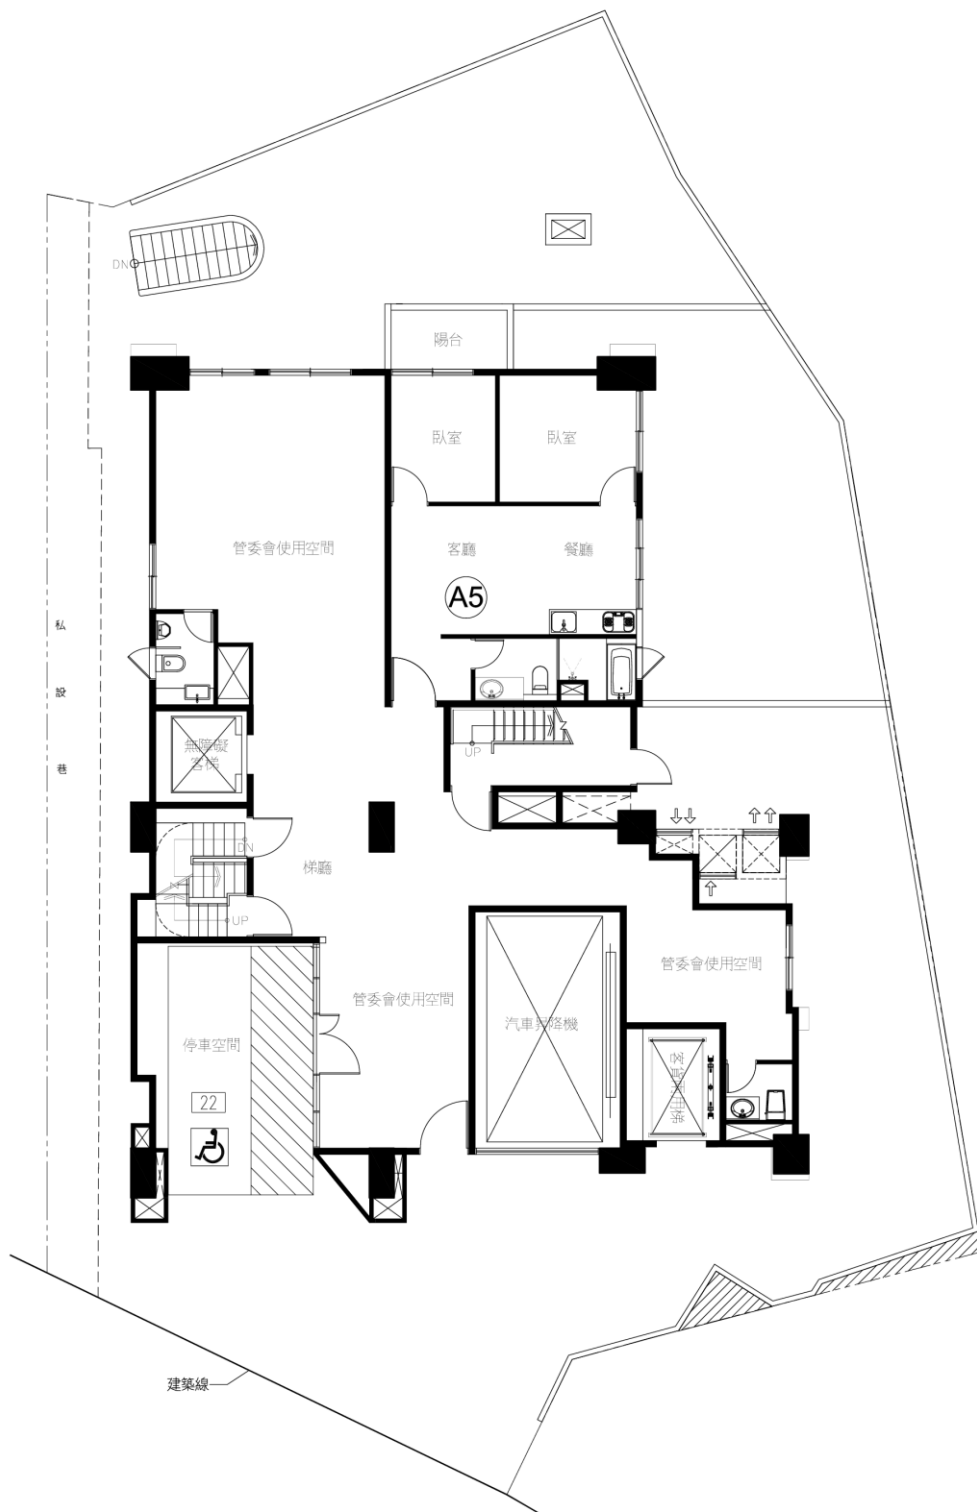 DN
陽台
臥室
臥室
管委會使用空間
客廳
餐廳
A5
私設巷
無障礙
客梯
UP
DN
梯廳
UP
管委會使用空間
管委會使用空間
汽車昇降機
停車空間
22
建築線